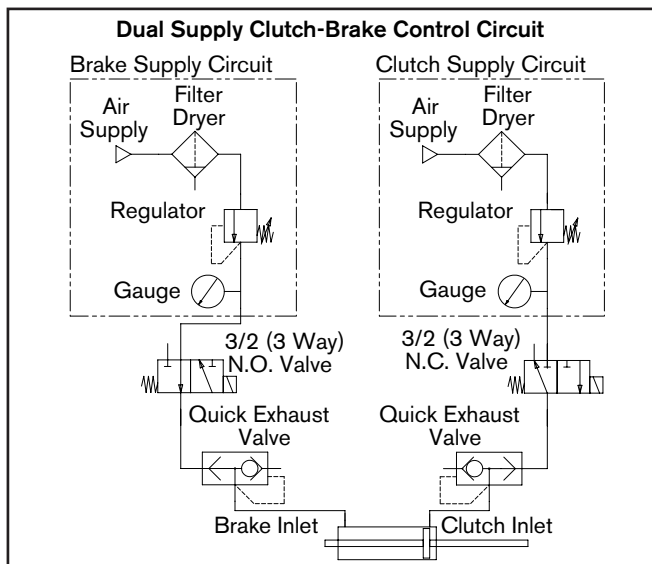 Dual Supply Clutch-Brake Control Circuit
Brake Supply Circuit
Air
Supply
Filter
Dryer
Regulator
Gauge
3/2 (3 Way)
N.O. Valve
Quick Exhaust
Valve
Brake Inlet
Clutch Supply Circuit
Air
Supply
Filter
Dryer
Regulator
Gauge
3/2 (3 Way)
N.C. Valve
Quick Exhaust
Valve
Clutch Inlet